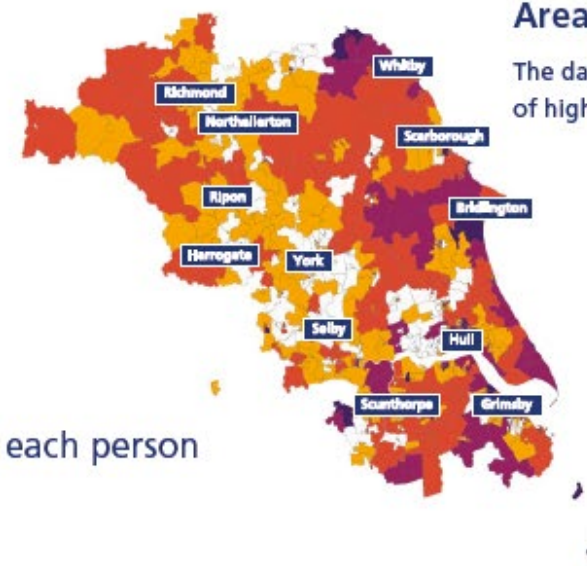 Area
The da
of high
Whitby
Richmond
Northallerton
Scarborough
Ripon
Bridlington
Harrogate
York
Selby
Hull
Scunthorpe
Grimsby
each person